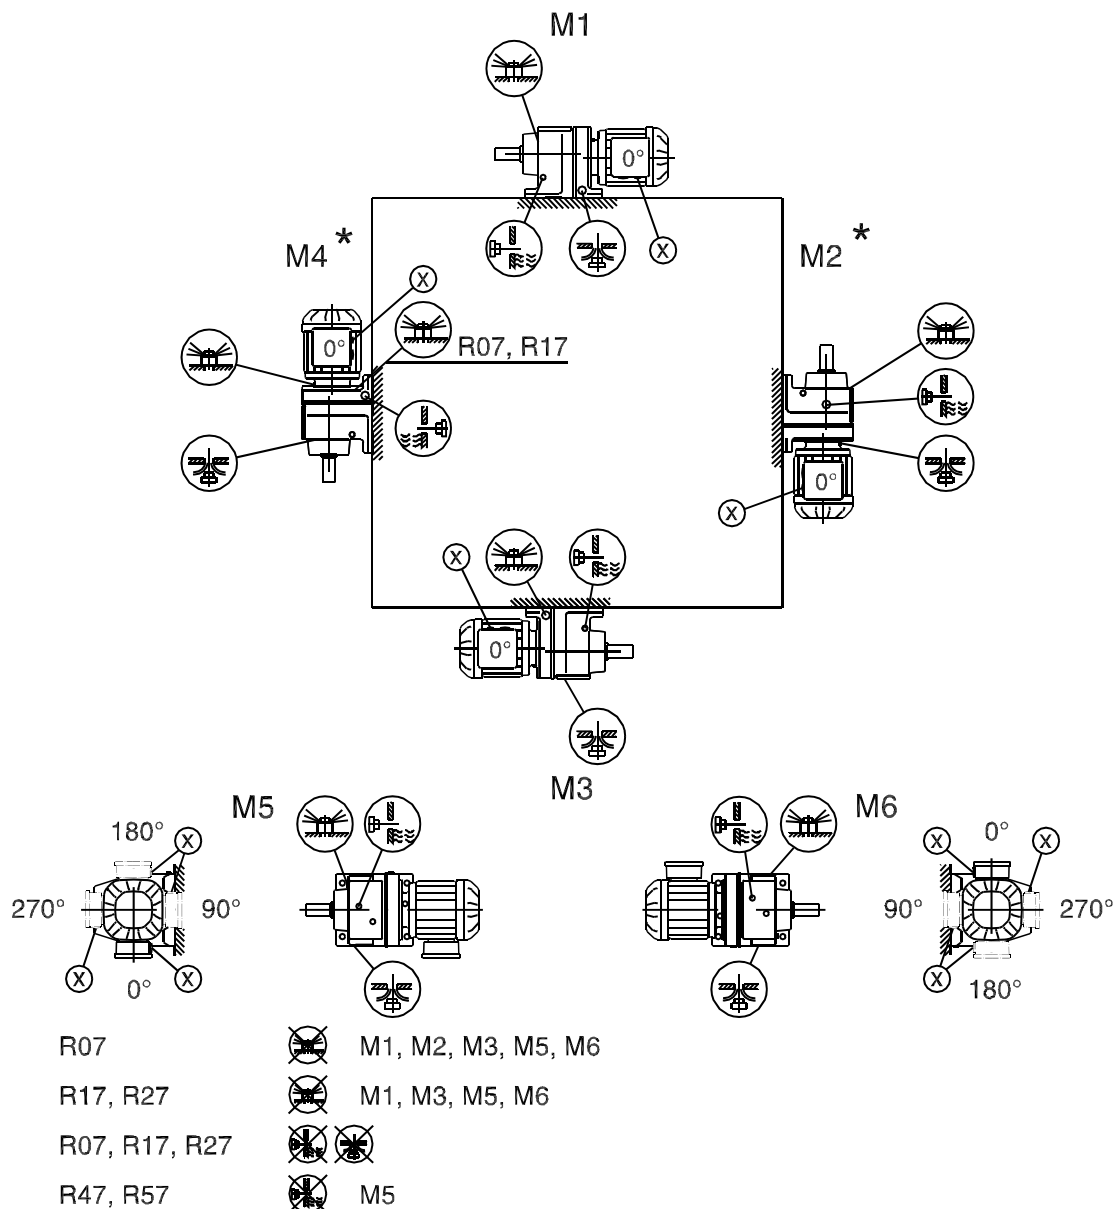 M1
0°
X
M4 *
M2 *
X
0°
R07, R17
0°
X
X
0°
M3
M5
M6
180°
X
270°
90°
X
0°
X
X
0°
X
90°
270°
X
180°
R07 M1, M2, M3, M5, M6
R17, R27 M1, M3, M5, M6
R07, R17, R27
R47, R57 M5